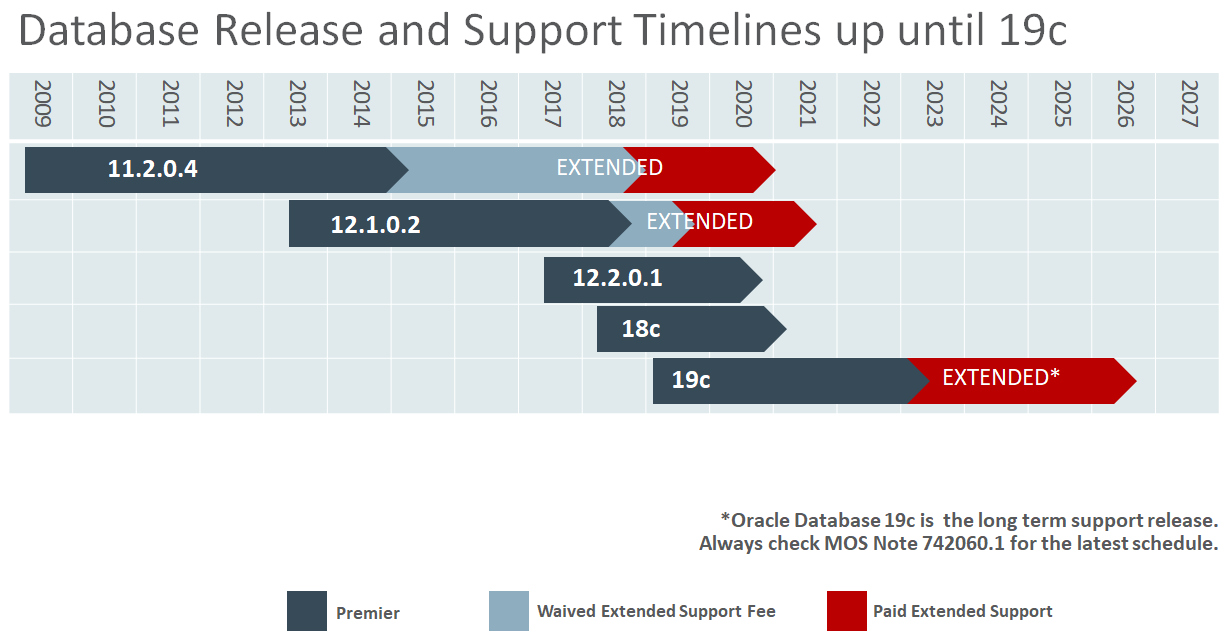 Database Release and Support Timelines up until 19c
2009 2010 2011 2012 2013 2014 2015 2016 2017 2018 2019 2020 2021 2022 2023 2024 2025 2026 2027
11.2.0.4 EXTENDED
12.1.0.2 EXTENDED
12.2.0.1
18c
19c EXTENDED*
*Oracle Database 19c is  the long term support release.
Always check MOS Note 742060.1 for the latest schedule.
Premier Waived Extended Support Fee Paid Extended Support